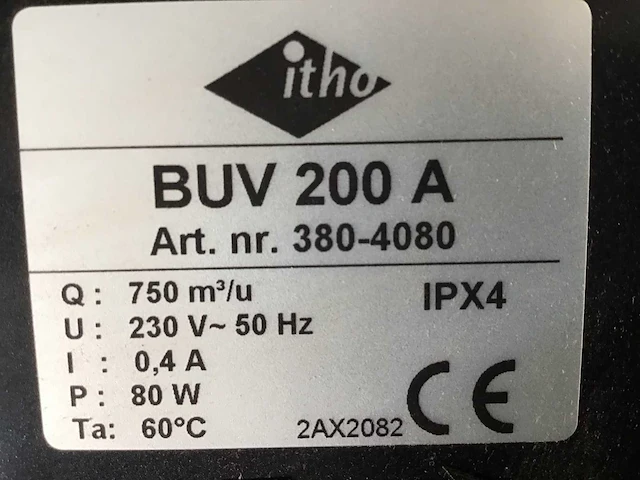 itho
BUV 200 A
Art. nr. 380-4080
Q : 750 m³/u IPX4
U : 230 V~ 50 Hz
I : 0,4 A
P : 80 W
Ta: 60°C 2AX2082 CE